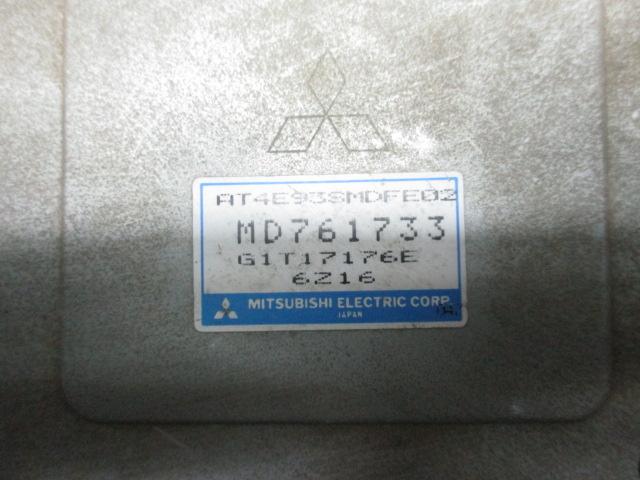 AT4E93SMDFE02
MD761733
G1T17176E
6Z16
MITSUBISHI ELECTRIC CORP.
JAPAN